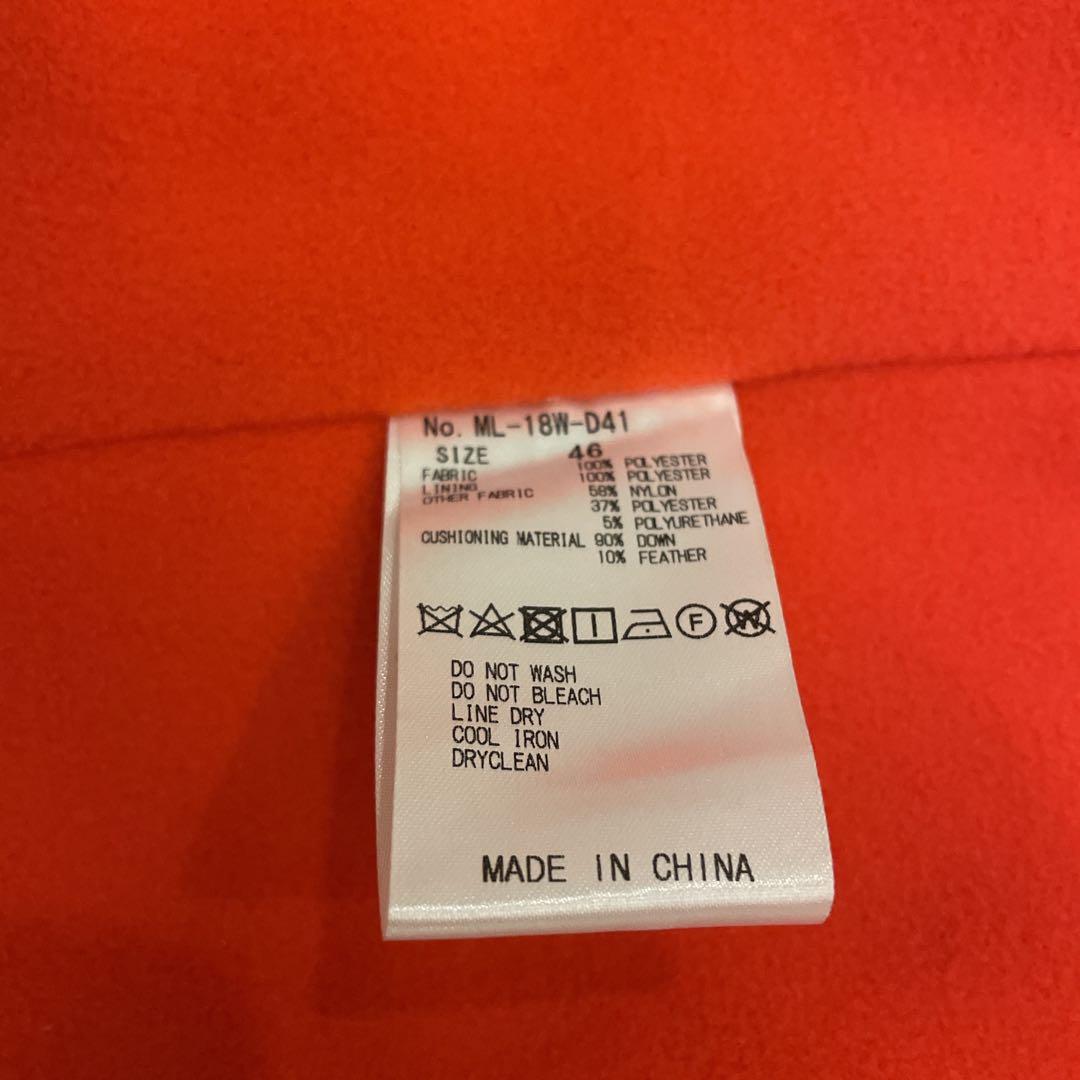 No. ML-18W-D41
SIZE 46
FABRIC 100% POLYESTER
LINING 100% POLYESTER
OTHER FABRIC 58% NYLON
37% POLYESTER
5% POLYURETHANE
CUSHIONING MATERIAL 90% DOWN
10% FEATHER
F W
DO NOT WASH
DO NOT BLEACH
LINE DRY
COOL IRON
DRYCLEAN
MADE IN CHINA